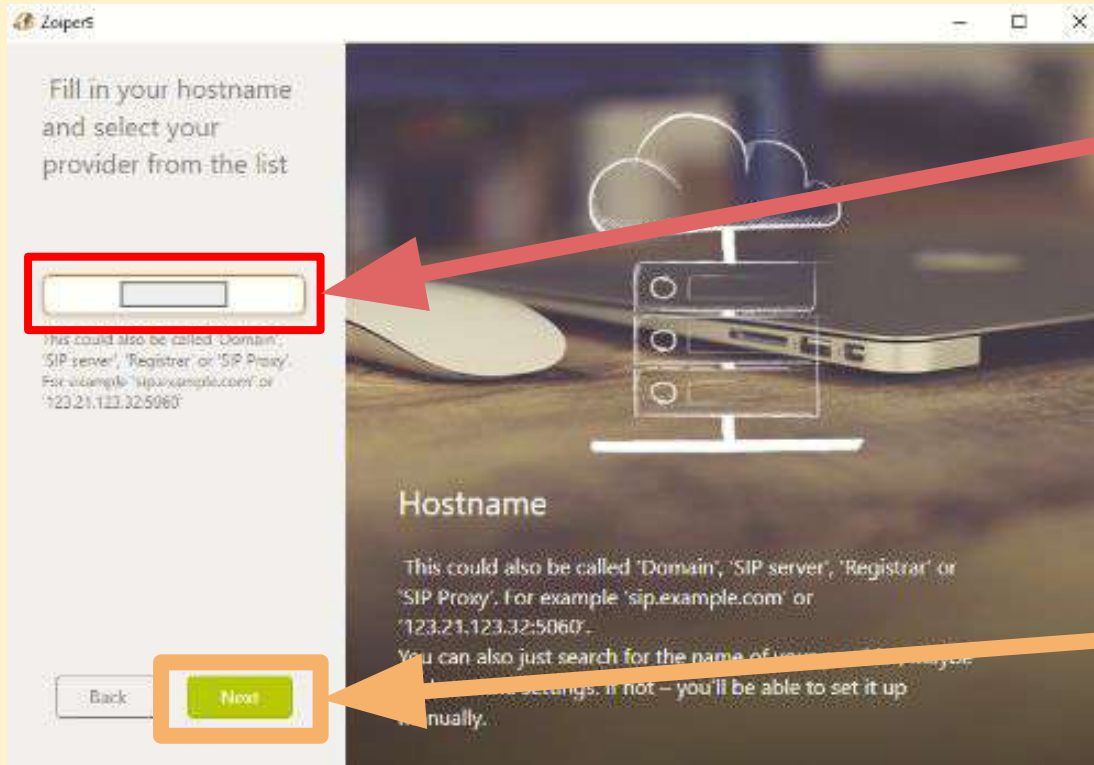 Zoiper5
Fill in your hostname
and select your
provider from the list
This could also be called 'Domain',
'SIP server', 'Registrar' or 'SIP Proxy'.
For example 'sip.example.com' or
'123.21.123.32:5060'
Hostname
This could also be called 'Domain', 'SIP server', 'Registrar' or
'SIP Proxy'. For example 'sip.example.com' or
'123.21.123.32:5060'.
You can also just search for the name of
settings. If not – you'll be able to set it up
manually.
Back
Next